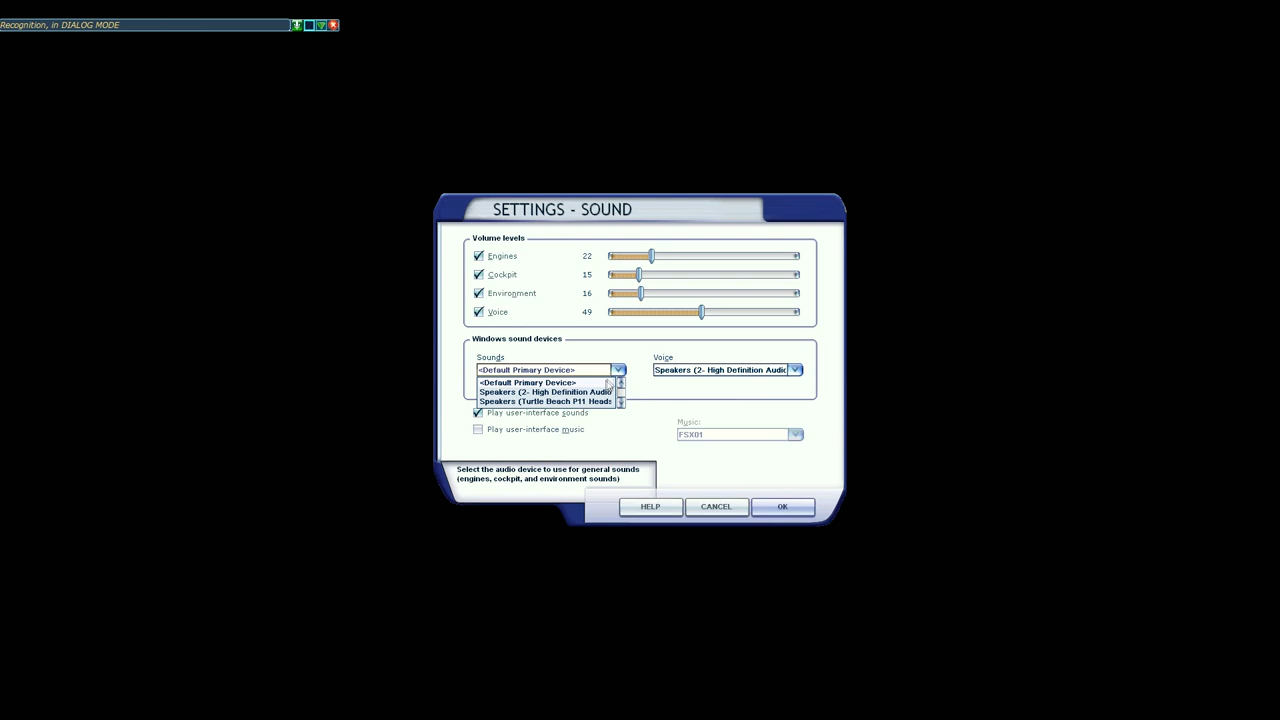 Recognition, in DIALOG MODE
SETTINGS - SOUND
Volume levels
Engines 22
Cockpit 15
Environment 16
Voice 49
Windows sound devices
Sounds Voice
<Default Primary Device> Speakers (2- High Definition Audio
<Default Primary Device>
Speakers (2- High Definition Audio
Speakers (Turtle Beach P11 Heads
Play user-interface sounds
Play user-interface music
Music:
FSX01
Select the audio device to use for general sounds
(engines, cockpit, and environment sounds)
HELP CANCEL OK